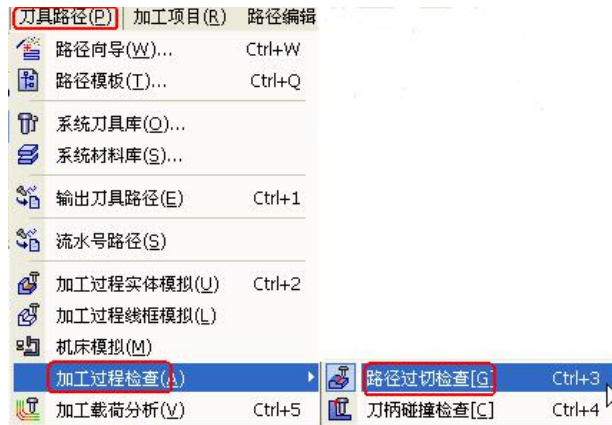 刀具路径(P) 加工项目(R) 路径编辑
路径向导(W)... Ctrl+W
路径模板(T)... Ctrl+Q
系统刀具库(O)...
系统材料库(S)...
输出刀具路径(E) Ctrl+1
流水号路径(S)
加工过程实体模拟(U) Ctrl+2
加工过程线框模拟(L)
机床模拟(M)
加工过程检查(A) 路径过切检查[G] Ctrl+3
加工载荷分析(V) Ctrl+5 刀柄碰撞检查[C] Ctrl+4